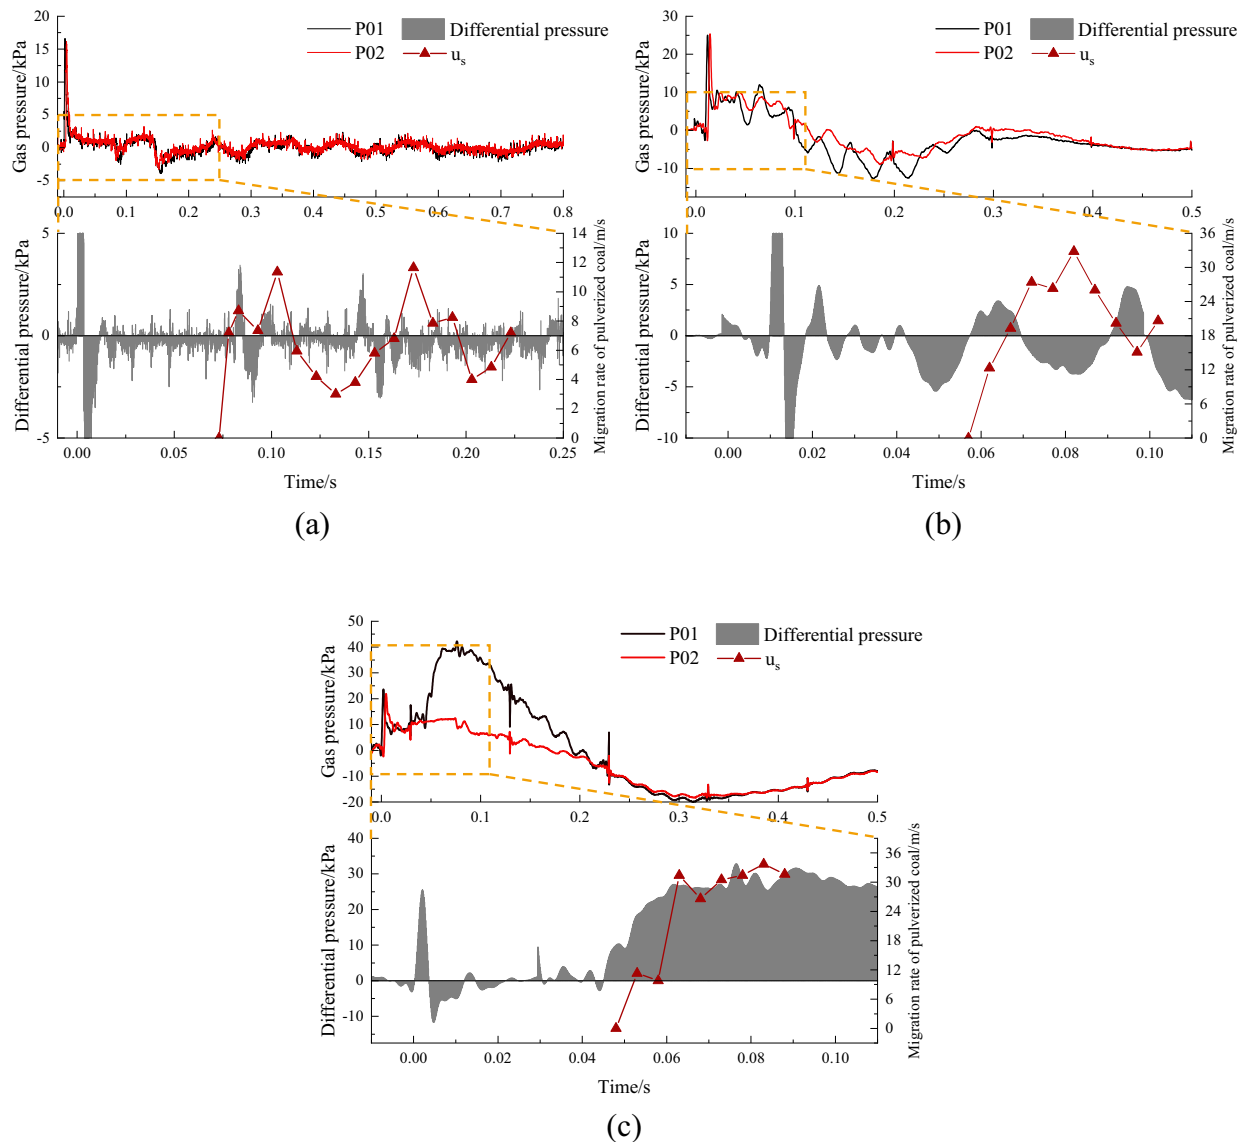 P01
Differential pressure
P02
u_s
Gas pressure/kPa
20
15
10
5
0
-5
0.0 0.1 0.2 0.3 0.4 0.5 0.6 0.7 0.8
Differential pressure/kPa
5
0
-5
14
12
10
8
6
4
2
0
Migration rate of pulverized coal/m/s
0.00 0.05 0.10 0.15 0.20 0.25
Time/s
(a)
P01
Differential pressure
P02
u_s
Gas pressure/kPa
30
20
10
0
-10
0.0 0.1 0.2 0.3 0.4 0.5
Differential pressure/kPa
10
5
0
-5
-10
36
30
24
18
12
6
0
Migration rate of pulverized coal/m/s
0.00 0.02 0.04 0.06 0.08 0.10
Time/s
(b)
P01
Differential pressure
P02
u_s
Gas pressure/kPa
50
40
30
20
10
0
-10
-20
0.0 0.1 0.2 0.3 0.4 0.5
Differential pressure/kPa
40
30
20
10
0
-10
36
30
24
18
12
6
0
Migration rate of pulverized coal/m/s
0.00 0.02 0.04 0.06 0.08 0.10
Time/s
(c)